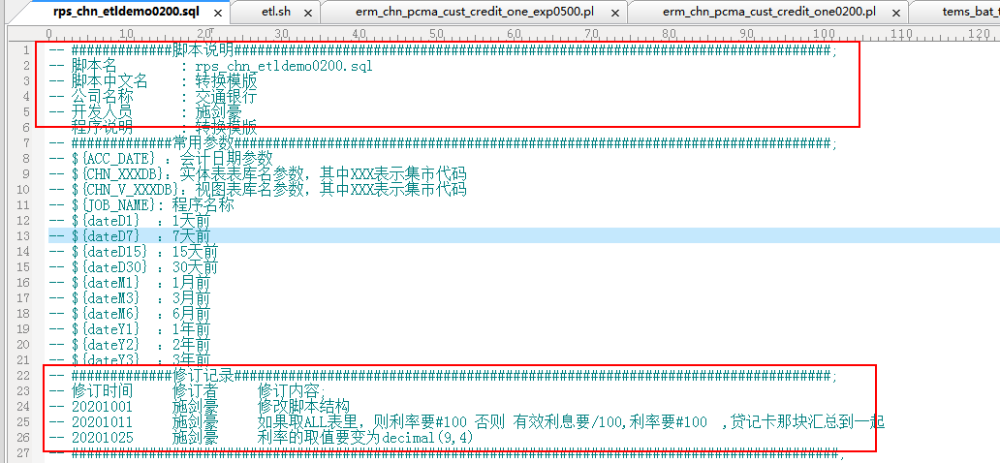 rps_chn_etldemo0200.sql × etl.sh × erm_chn_pcma_cust_credit_one_exp0500.pl × erm_chn_pcma_cust_credit_one0200.pl × tems_bat_
0 10 20 30 40 50 60 70 80 90 100 110 120
1 -- #############脚本说明#############################################################################;
2 -- 脚本名 : rps_chn_etldemo0200.sql
3 -- 脚本中文名 : 转换模版
4 -- 公司名称 : 交通银行
5 -- 开发人员 : 施剑豪
6 -- 程序说明 : 转换模版
7 -- #############常用参数#############################################################################;
8 -- ${ACC_DATE} : 会计日期参数
9 -- ${CHN_XXXDB}: 实体表表库名参数, 其中XXX表示集市代码
10 -- ${CHN_V_XXXDB}: 视图表库名参数, 其中XXX表示集市代码
11 -- ${JOB_NAME}: 程序名称
12 -- ${dateD1} : 1天前
13 -- ${dateD7} : 7天前
14 -- ${dateD15} : 15天前
15 -- ${dateD30} : 30天前
16 -- ${dateM1} : 1月前
17 -- ${dateM3} : 3月前
18 -- ${dateM6} : 6月前
19 -- ${dateY1} : 1年前
20 -- ${dateY2} : 2年前
21 -- ${dateY3} : 3年前
22 -- #############修订记录#############################################################################;
23 -- 修订时间 修订者 修订内容;
24 -- 20201001 施剑豪 修改脚本结构
25 -- 20201011 施剑豪 如果取ALL表里, 则利率要#100 否则 有效利息要/100,利率要#100 ,贷记卡那块汇总到一起
26 -- 20201025 施剑豪 利率的取值要变为decimal(9,4)
27 -- ###################################################################################################;